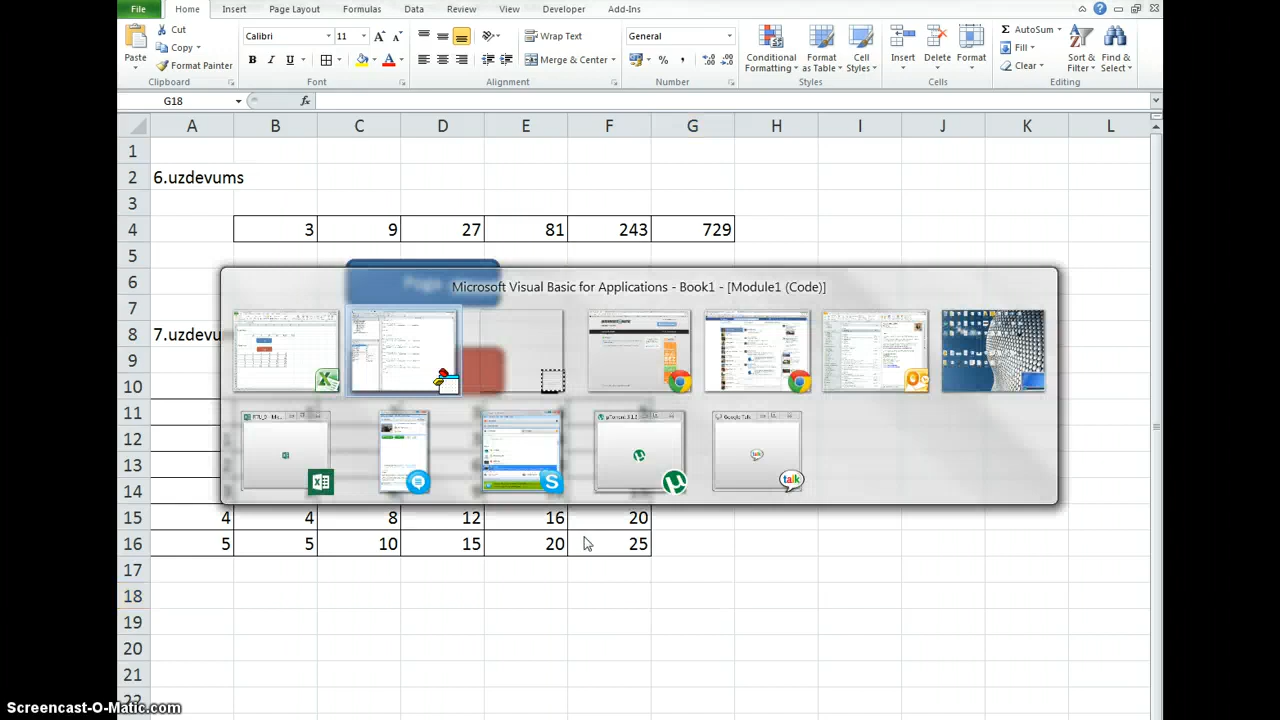 File Home Insert Page Layout Formulas Data Review View Developer Add-Ins
Paste Cut Copy Format Painter
Calibri 11 B I U
Wrap Text Merge & Center
General %
Conditional Formatting Format as Table Cell Styles
Insert Delete Format
AutoSum Fill Clear Sort & Filter Find & Select
Clipboard Font Alignment Number Styles Cells Editing
G18 fx
A B C D E F G H I J K L
1
2 6.uzdevums
3
4 3 9 27 81 243 729
5
6
7
8 7.uzdevu
9
10
11
12
13
14
15 4 4 8 12 16 20
16 5 5 10 15 20 25
17
18
19
20
21
22
Microsoft Visual Basic for Applications - Book1 - [Module1 (Code)]
Google Talk
talk
Screencast-O-Matic.com